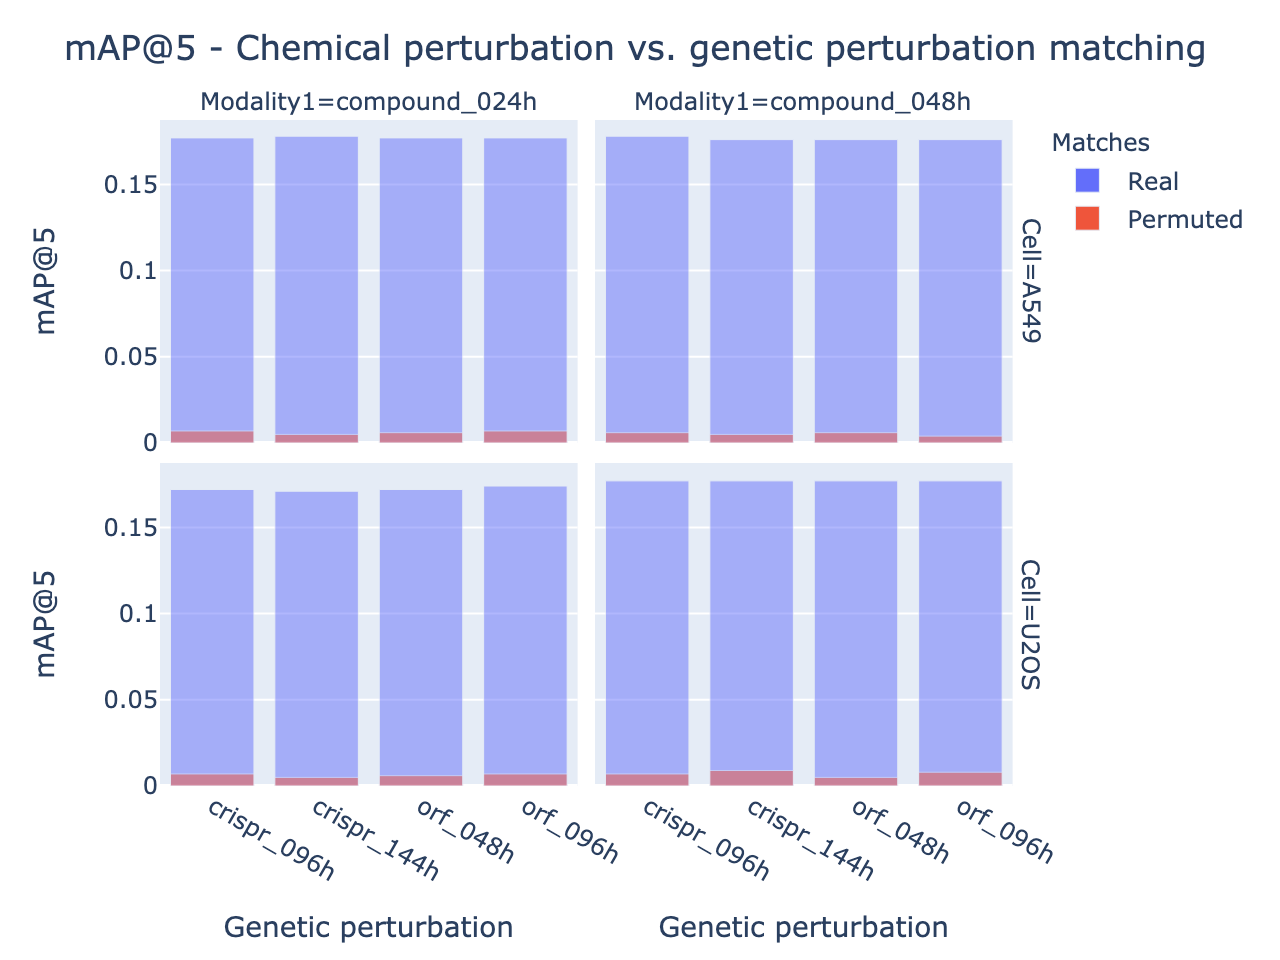 mAP@5 - Chemical perturbation vs. genetic perturbation matching
Modality1=compound_024h
Modality1=compound_048h
Matches
Real
Permuted
mAP@5
0.15
0.1
0.05
0
Cell=A549
mAP@5
0.15
0.1
0.05
0
Cell=U2OS
crispr_096h
crispr_144h
orf_048h
orf_096h
crispr_096h
crispr_144h
orf_048h
orf_096h
Genetic perturbation
Genetic perturbation